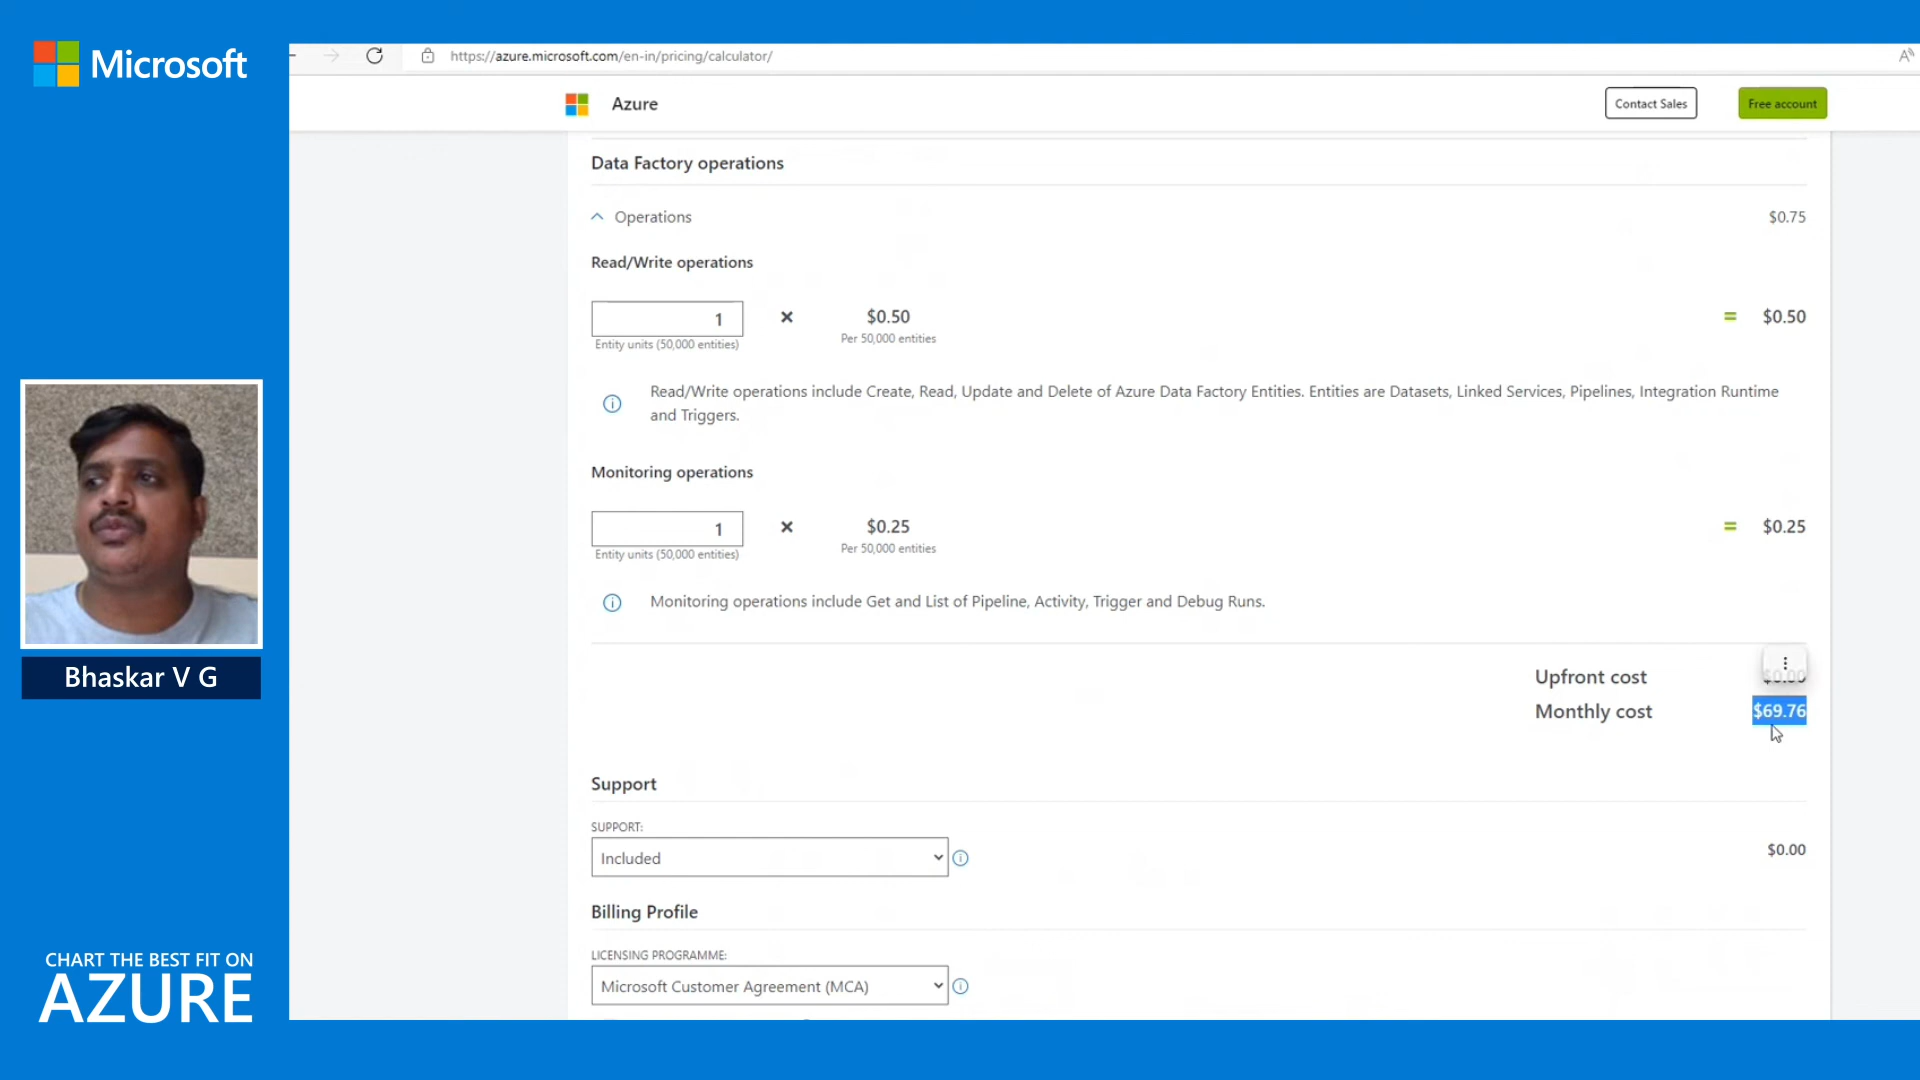 Microsoft
https://azure.microsoft.com/en-in/pricing/calculator/
Azure
Contact Sales
Free account
Data Factory operations
Operations
$0.75
Read/Write operations
1
×
$0.50
=
$0.50
Entity units (50,000 entities)
Per 50,000 entities
Read/Write operations include Create, Read, Update and Delete of Azure Data Factory Entities. Entities are Datasets, Linked Services, Pipelines, Integration Runtime
and Triggers.
Monitoring operations
1
×
$0.25
=
$0.25
Entity units (50,000 entities)
Per 50,000 entities
Monitoring operations include Get and List of Pipeline, Activity, Trigger and Debug Runs.
Upfront cost
$0.00
Monthly cost
$69.76
Support
SUPPORT:
Included
$0.00
Billing Profile
LICENSING PROGRAMME:
Microsoft Customer Agreement (MCA)
Bhaskar V G
CHART THE BEST FIT ON
AZURE